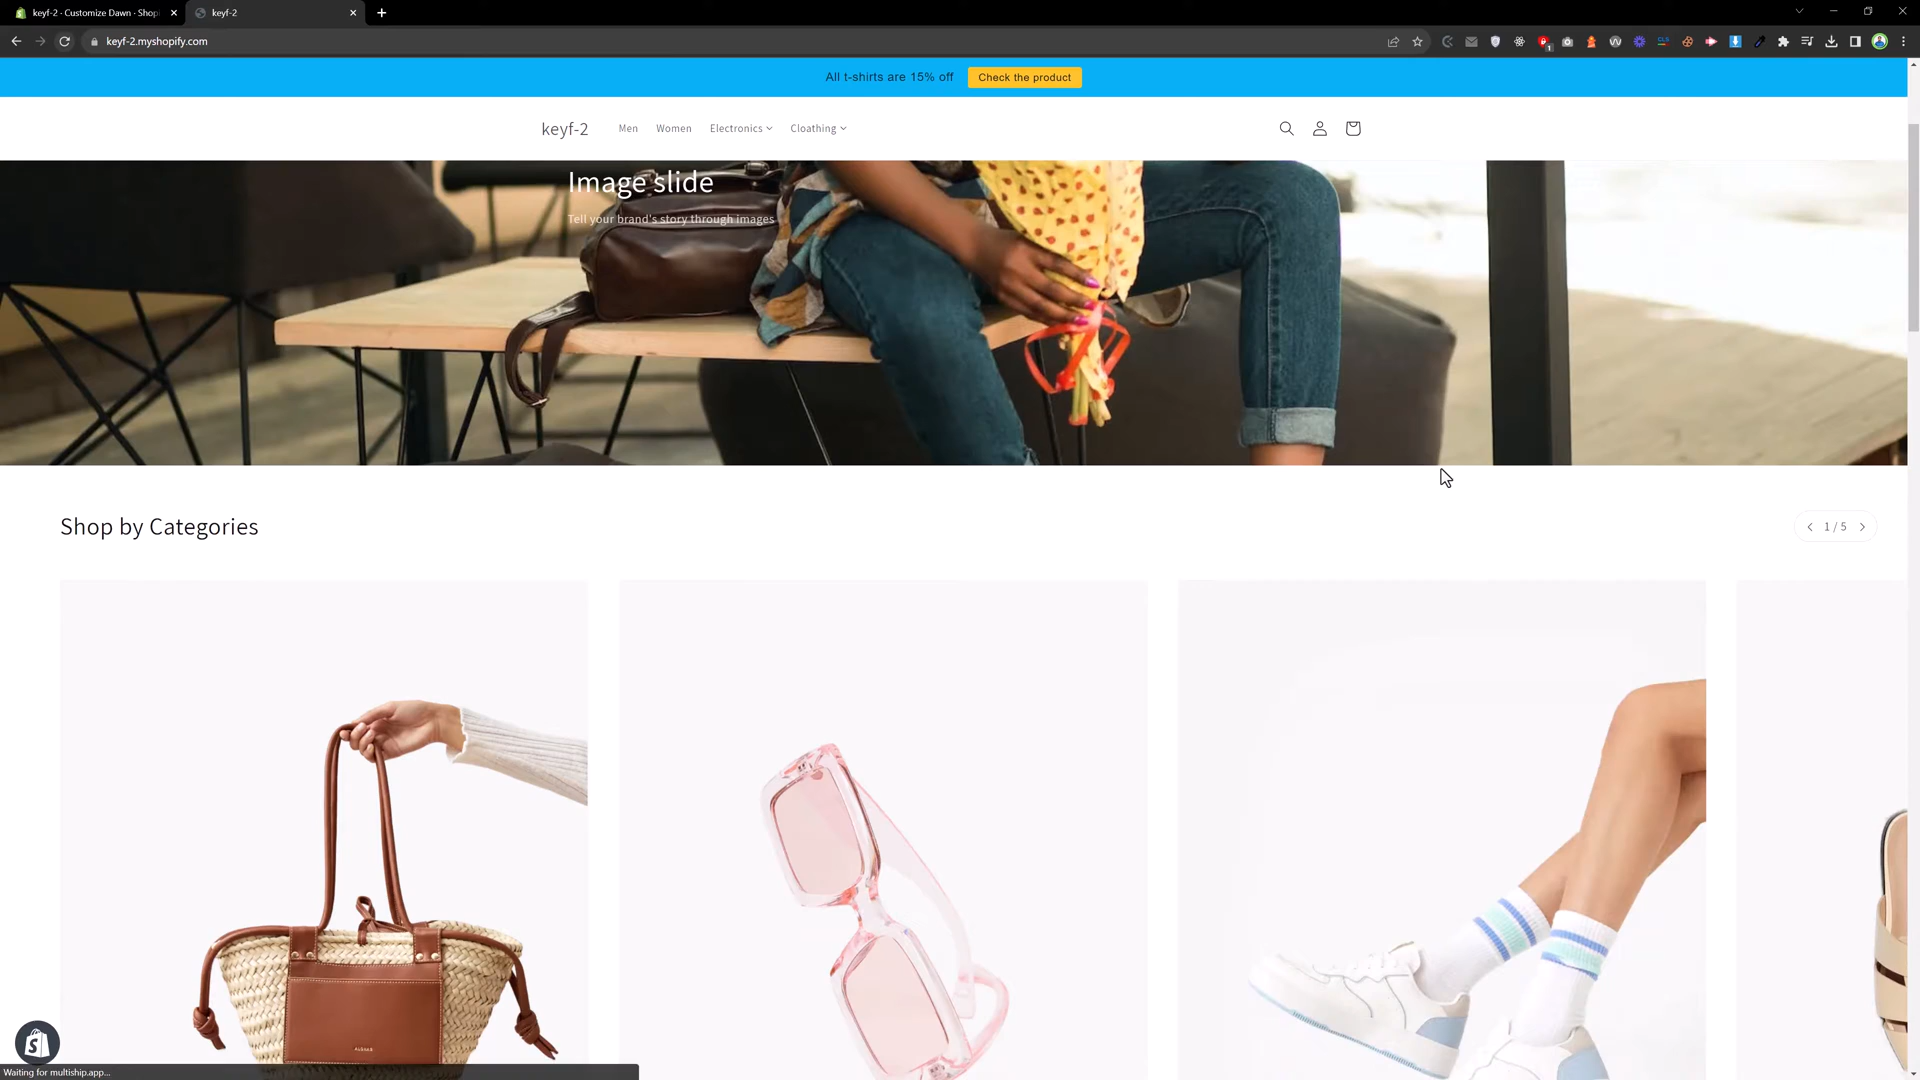 keyf-2 - Customize Dawn · Shopi
keyf-2
keyf-2.myshopify.com
All t-shirts are 15% off
Check the product
keyf-2
Men
Women
Electronics
Cloathing
Image slide
Tell your brand's story through images
Shop by Categories
1 / 5
Waiting for multiship.app...